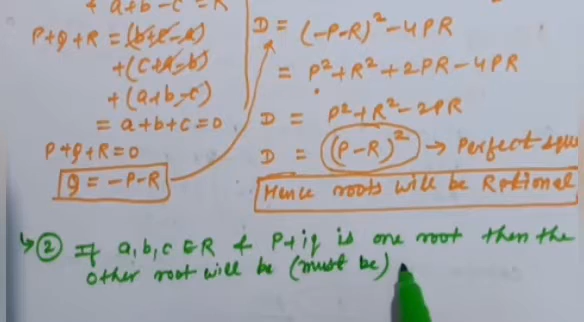 & a+b-c = R
P+q+R = (b+c-a)
+(c+a-b)
+(a+b-c)
= a+b+c=0
P+q+R=0
q = -P-R
D = (-P-R)² - 4PR
= P²+R²+2PR-4PR
D = P²+R²-2PR
D = (P-R)² → Perfect squ
Hence roots will be Rational
↳ ② If a,b,c ∈R & P+iq is one root then the
other root will be (must be)